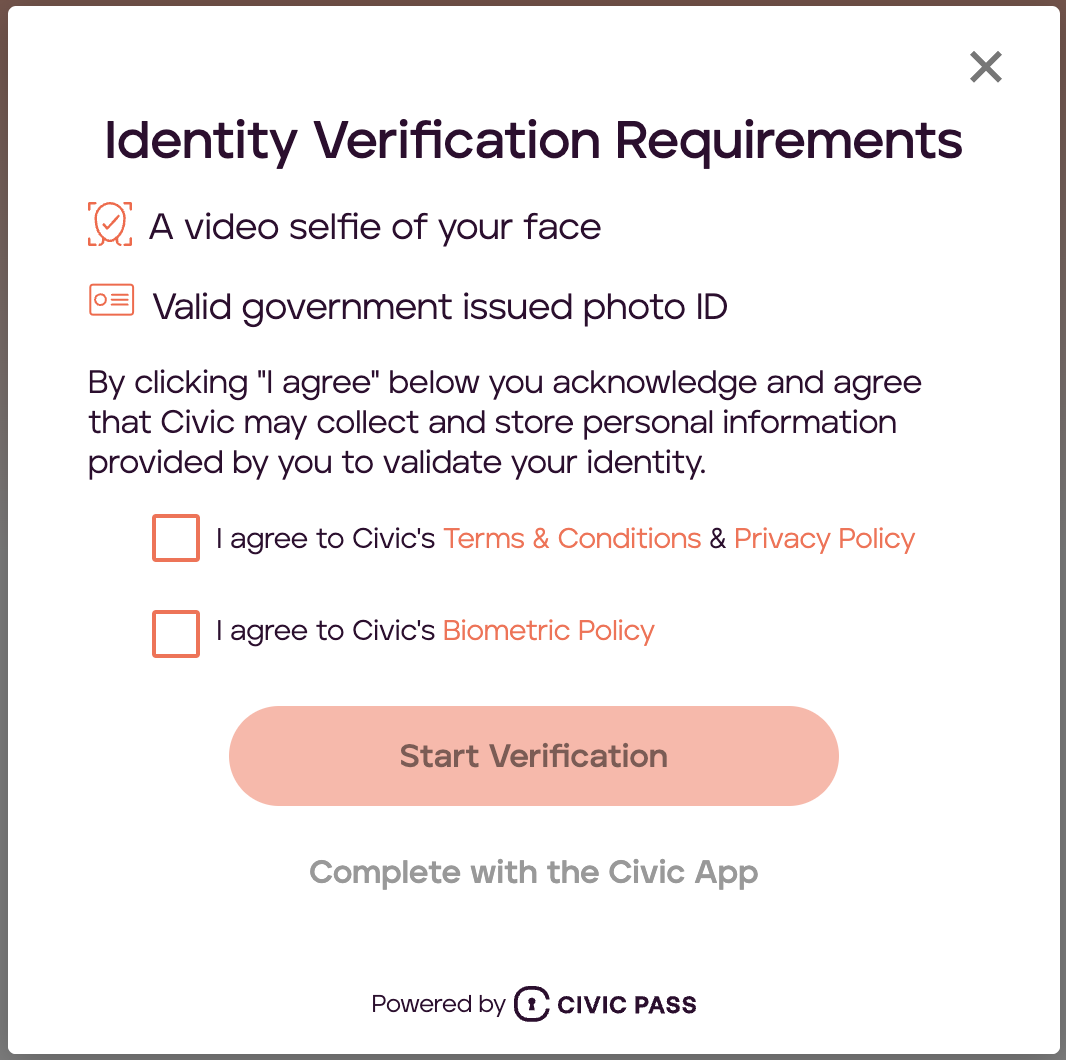 Identity Verification Requirements
A video selfie of your face
Valid government issued photo ID
By clicking "I agree" below you acknowledge and agree
that Civic may collect and store personal information
provided by you to validate your identity.
I agree to Civic's Terms & Conditions & Privacy Policy
I agree to Civic's Biometric Policy
Start Verification
Complete with the Civic App
Powered by CIVIC PASS